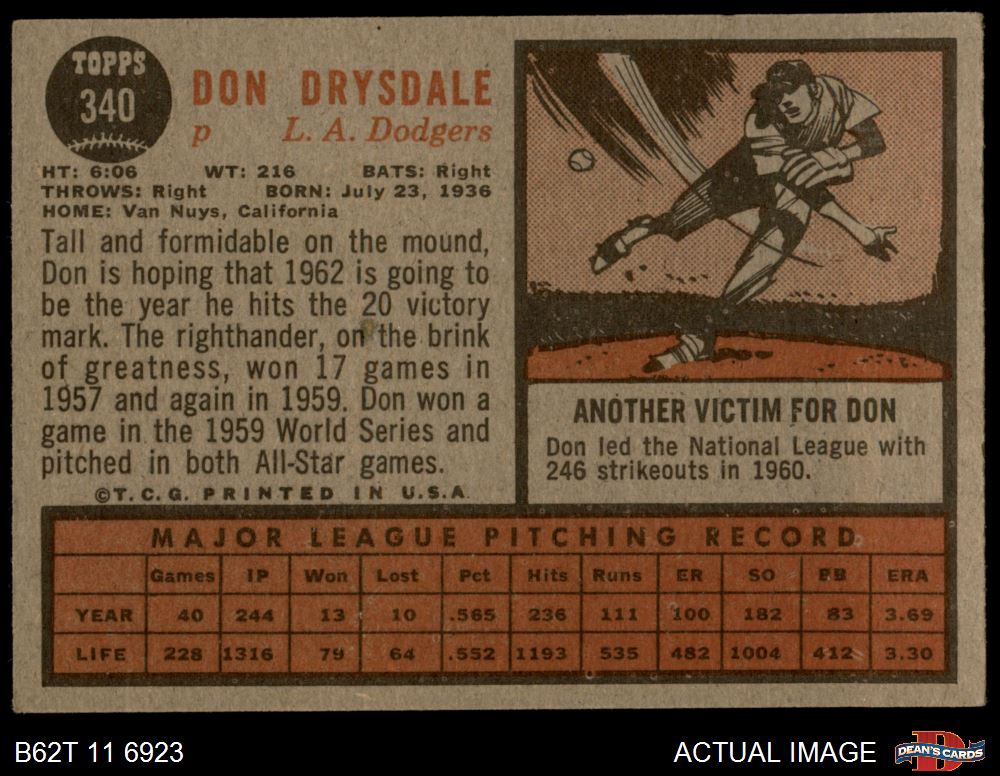 TOPPS
340
DON DRYSDALE
p L. A. Dodgers
HT: 6:06 WT: 216 BATS: Right
THROWS: Right BORN: July 23, 1936
HOME: Van Nuys, California
Tall and formidable on the mound,
Don is hoping that 1962 is going to
be the year he hits the 20 victory
mark. The righthander, on the brink
of greatness, won 17 games in
1957 and again in 1959. Don won a
game in the 1959 World Series and
pitched in both All-Star games.
©T.C.G. PRINTED IN U.S.A.
ANOTHER VICTIM FOR DON
Don led the National League with
246 strikeouts in 1960.
MAJOR LEAGUE PITCHING RECORD
Games IP Won Lost Pct Hits Runs ER SO BB ERA
YEAR 40 244 13 10 .565 236 111 100 182 83 3.69
LIFE 228 1316 79 64 .552 1193 535 482 1004 412 3.30
B62T 11 6923
ACTUAL IMAGE
D
DEAN'S CARDS